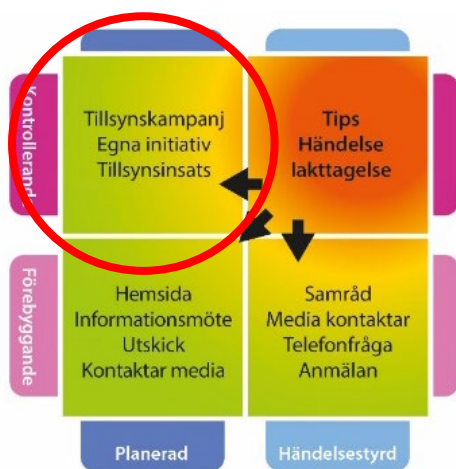 Kontrollerande
Tillsynskampanj
Egna initiativ
Tillsynsinsats
Tips
Händelse
Iakttagelse
Förebyggande
Hemsida
Informationsmöte
Utskick
Kontaktar media
Samråd
Media kontaktar
Telefonfråga
Anmälan
Planerad
Händelsestyrd